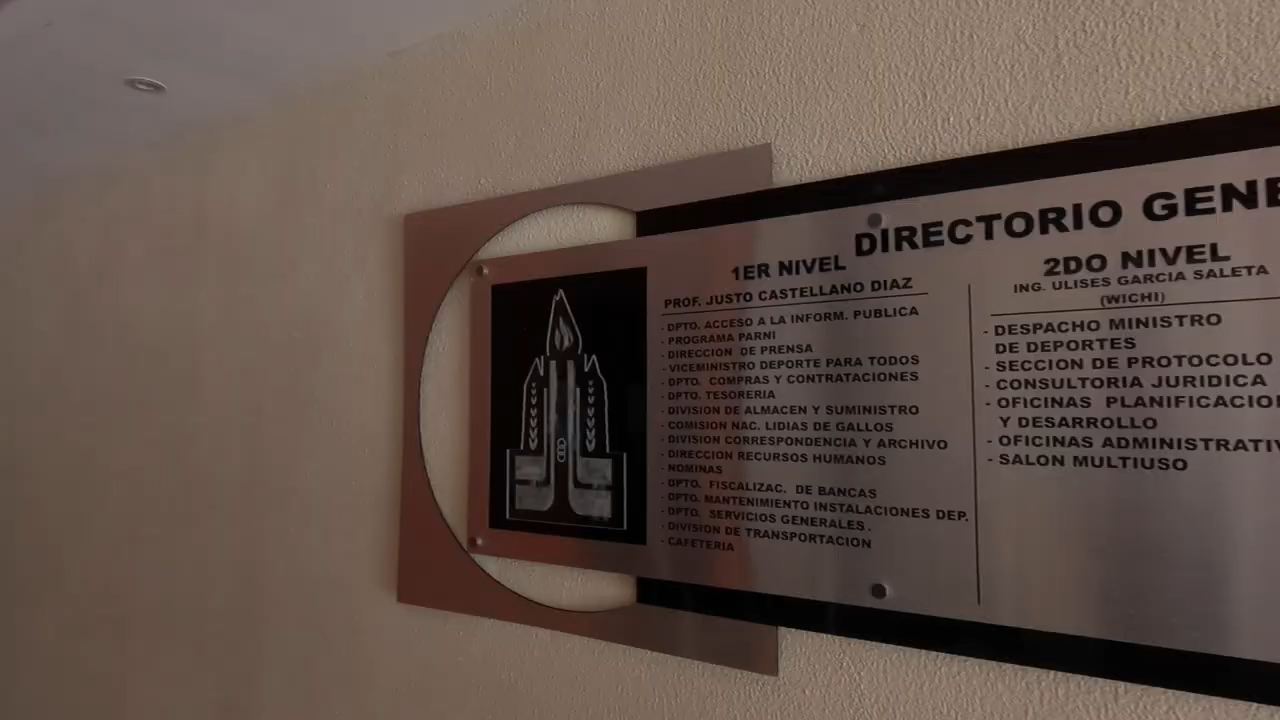 DIRECTORIO GENE
1ER NIVEL
PROF. JUSTO CASTELLANO DIAZ
- DPTO. ACCESO A LA INFORM. PUBLICA
- PROGRAMA PARNI
- DIRECCION DE PRENSA
- VICEMINISTRO DEPORTE PARA TODOS
- DPTO. COMPRAS Y CONTRATACIONES
- DPTO. TESORERIA
- DIVISION DE ALMACEN Y SUMINISTRO
- COMISION NAC. LIDIAS DE GALLOS
- DIVISION CORRESPONDENCIA Y ARCHIVO
- DIRECCION RECURSOS HUMANOS
- NOMINAS
- DPTO. FISCALIZAC. DE BANCAS
- DPTO. MANTENIMIENTO INSTALACIONES DEP.
- DPTO. SERVICIOS GENERALES.
- DIVISION DE TRANSPORTACION
- CAFETERIA
2DO NIVEL
ING. ULISES GARCIA SALETA
(WICHI)
- DESPACHO MINISTRO
DE DEPORTES
- SECCION DE PROTOCOLO
- CONSULTORIA JURIDICA
- OFICINAS PLANIFICACIO
Y DESARROLLO
- OFICINAS ADMINISTRATIV
- SALON MULTIUSO